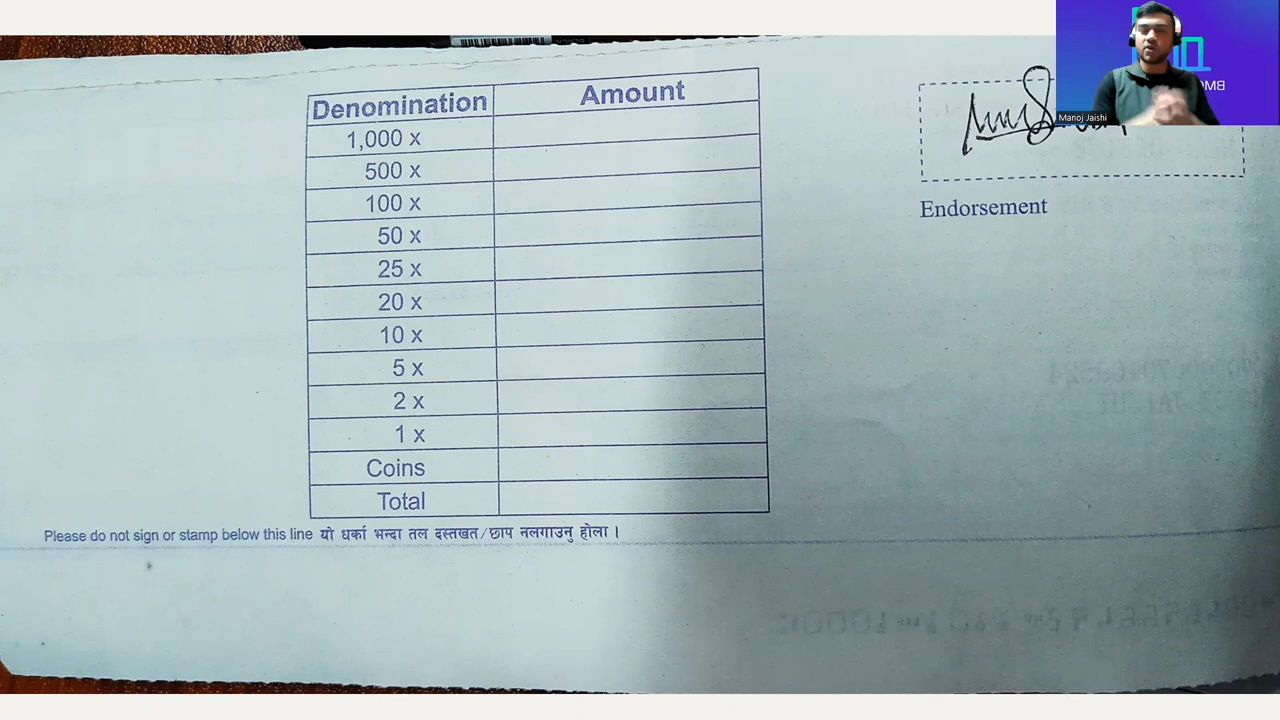 Denomination Amount
1,000 x
500 x
100 x
50 x
25 x
20 x
10 x
5 x
2 x
1 x
Coins
Total
Please do not sign or stamp below this line यो धर्का भन्दा तल दस्तखत/छाप नलगाउनु होला ।
Endorsement
Manoj Jaishi